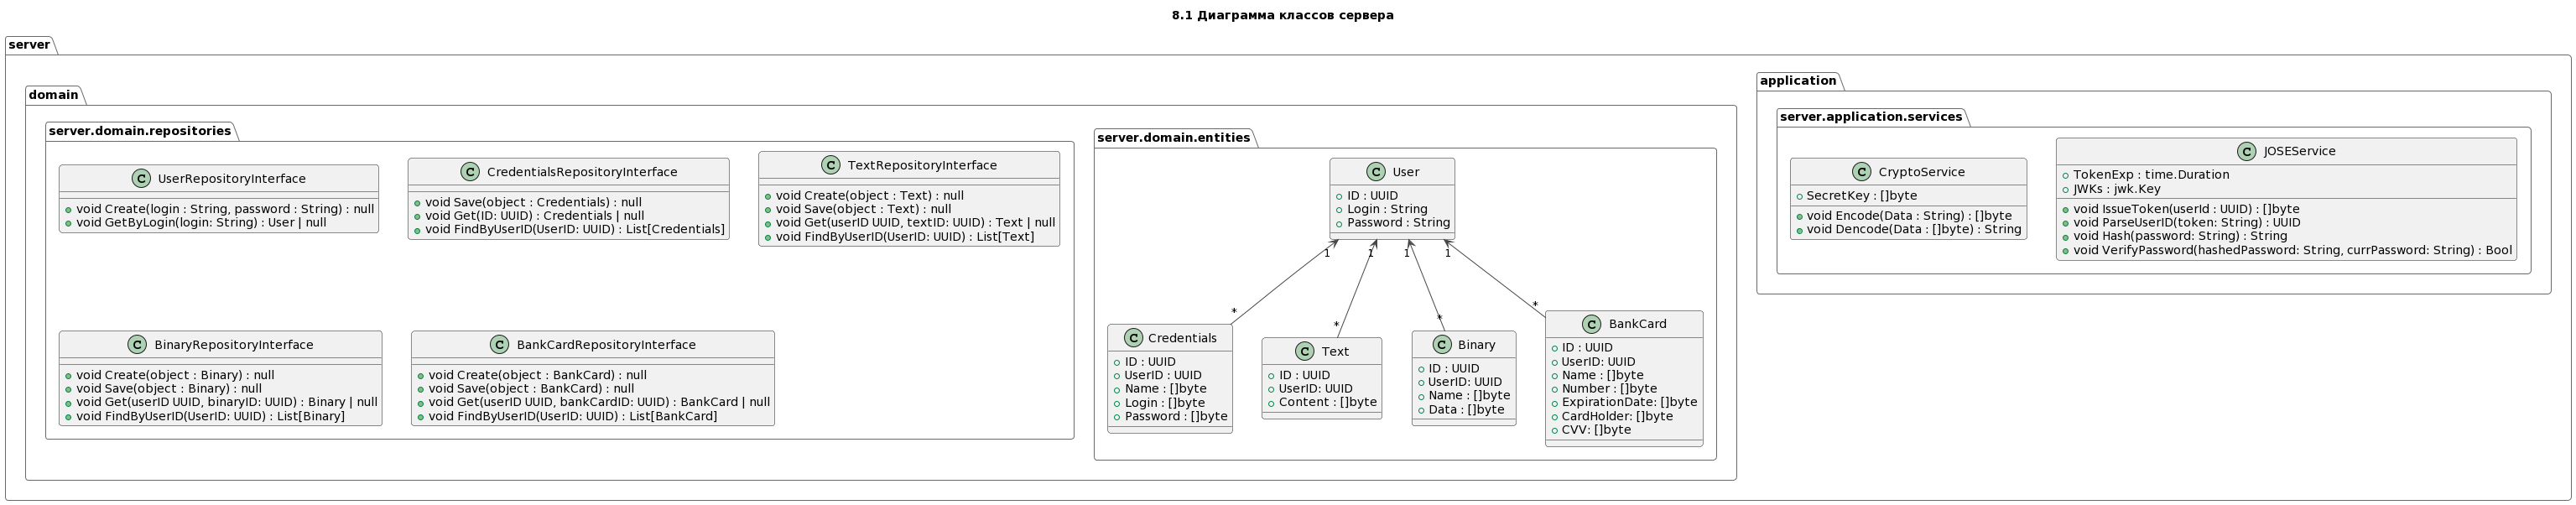 8.1 Диаграмма классов сервера
server
domain
server.domain.repositories
UserRepositoryInterface
void Create(login : String, password : String) : null
void GetByLogin(login: String) : User | null
CredentialsRepositoryInterface
void Save(object : Credentials) : null
void Get(ID: UUID) : Credentials | null
void FindByUserID(UserID: UUID) : List[Credentials]
TextRepositoryInterface
void Create(object : Text) : null
void Save(object : Text) : null
void Get(userID UUID, textID: UUID) : Text | null
void FindByUserID(UserID: UUID) : List[Text]
BinaryRepositoryInterface
void Create(object : Binary) : null
void Save(object : Binary) : null
void Get(userID UUID, binaryID: UUID) : Binary | null
void FindByUserID(UserID: UUID) : List[Binary]
BankCardRepositoryInterface
void Create(object : BankCard) : null
void Save(object : BankCard) : null
void Get(userID UUID, bankCardID: UUID) : BankCard | null
void FindByUserID(UserID: UUID) : List[BankCard]
server.domain.entities
User
ID : UUID
Login : String
Password : String
1
1
1
1
*
*
*
*
Credentials
ID : UUID
UserID : UUID
Name : []byte
Login : []byte
Password : []byte
Text
ID : UUID
UserID: UUID
Content : []byte
Binary
ID : UUID
UserID: UUID
Name : []byte
Data : []byte
BankCard
ID : UUID
UserID: UUID
Name : []byte
Number : []byte
ExpirationDate: []byte
CardHolder: []byte
CVV: []byte
application
server.application.services
CryptoService
SecretKey : []byte
void Encode(Data : String) : []byte
void Dencode(Data : []byte) : String
JOSEService
TokenExp : time.Duration
JWKs : jwk.Key
void IssueToken(userId : UUID) : []byte
void ParseUserID(token: String) : UUID
void Hash(password: String) : String
void VerifyPassword(hashedPassword: String, currPassword: String) : Bool